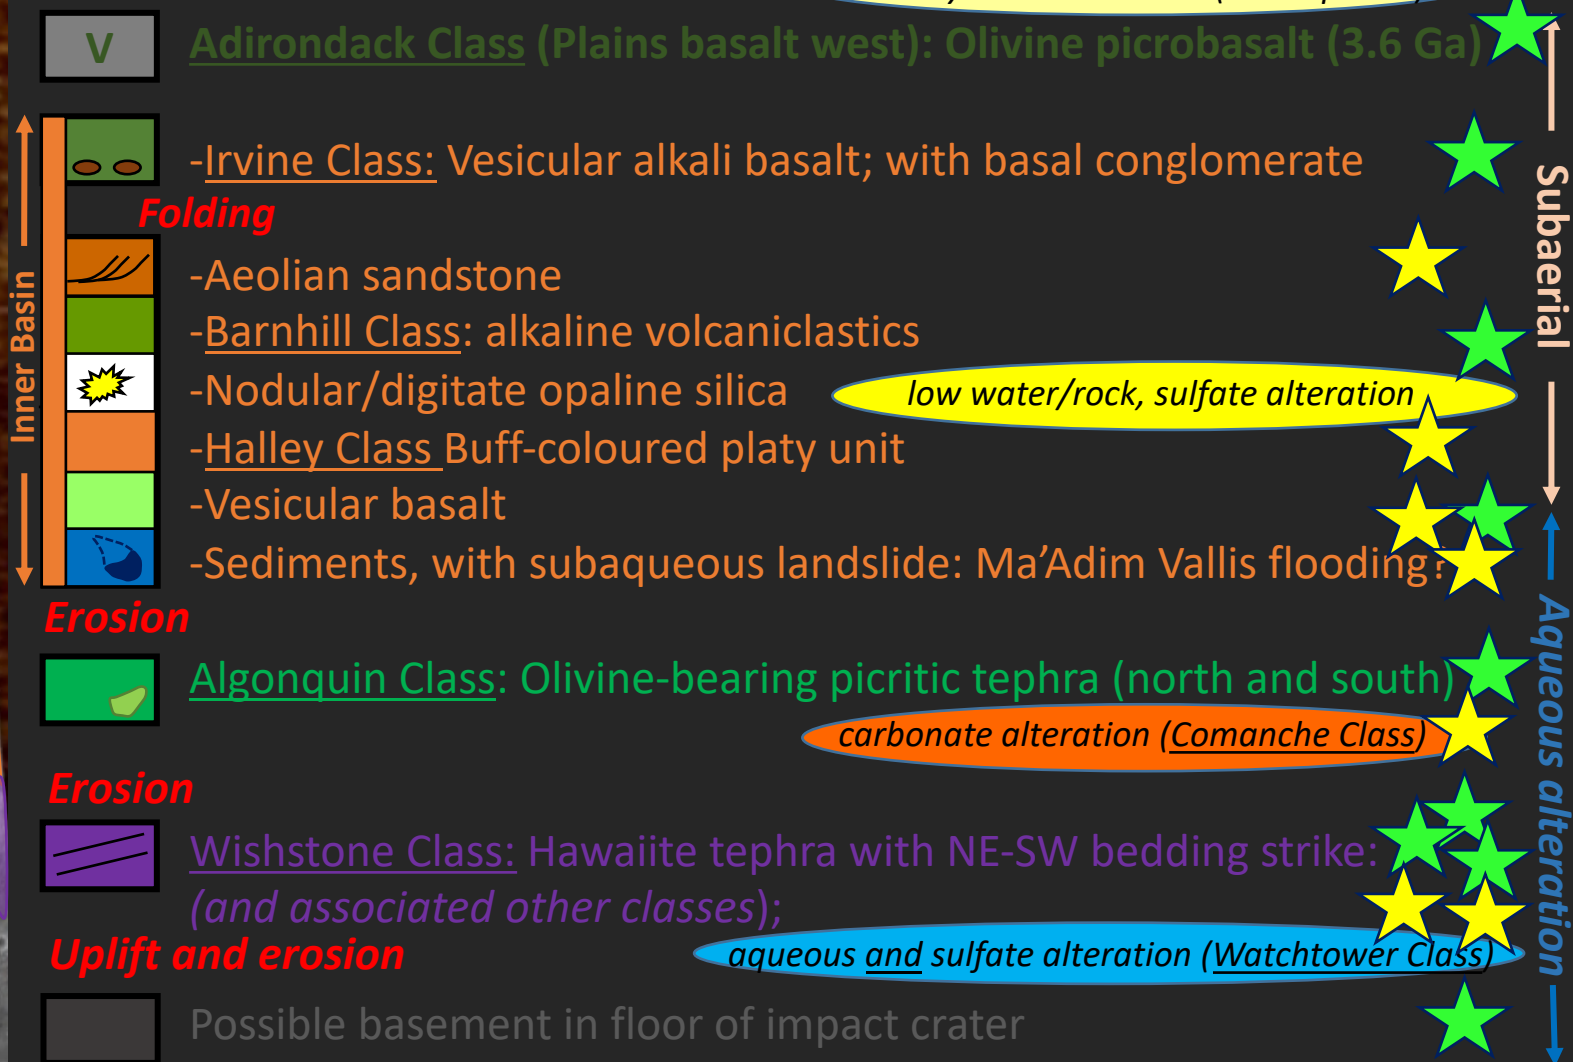 V
Adirondack Class (Plains basalt west): Olivine picrobasalt (3.6 Ga)
-Irvine Class: Vesicular alkali basalt; with basal conglomerate
Folding
-Aeolian sandstone
-Barnhill Class: alkaline volcaniclastics
-Nodular/digitate opaline silica
low water/rock, sulfate alteration
-Halley Class Buff-coloured platy unit
-Vesicular basalt
-Sediments, with subaqueous landslide: Ma’Adim Vallis flooding?
Inner Basin
Subaerial
Erosion
Algonquin Class: Olivine-bearing picritic tephra (north and south)
carbonate alteration (Comanche Class)
Erosion
Wishstone Class: Hawaiite tephra with NE-SW bedding strike:
(and associated other classes);
Uplift and erosion
aqueous and sulfate alteration (Watchtower Class)
Possible basement in floor of impact crater
Aqueous alteration